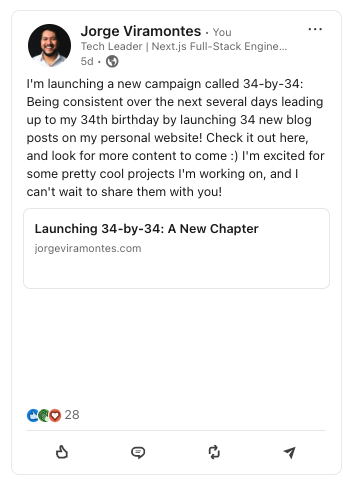 Jorge Viramontes • You
Tech Leader | Next.js Full-Stack Engine...
5d •
I'm launching a new campaign called 34-by-34:
Being consistent over the next several days leading
up to my 34th birthday by launching 34 new blog
posts on my personal website! Check it out here,
and look for more content to come :) I'm excited for
some pretty cool projects I'm working on, and I
can't wait to share them with you!
Launching 34-by-34: A New Chapter
jorgeviramontes.com
28